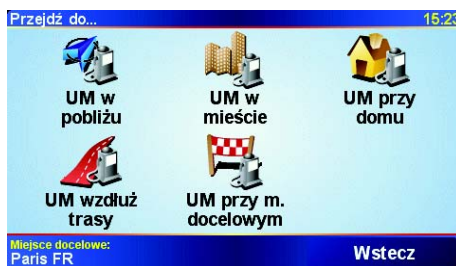 Przejdź do...
15:23
UM w
pobliżu
UM w
mieście
UM przy
domu
UM wzdłuż
trasy
UM przy m.
docelowym
Miejsce docelowe:
Paris FR
Wstecz